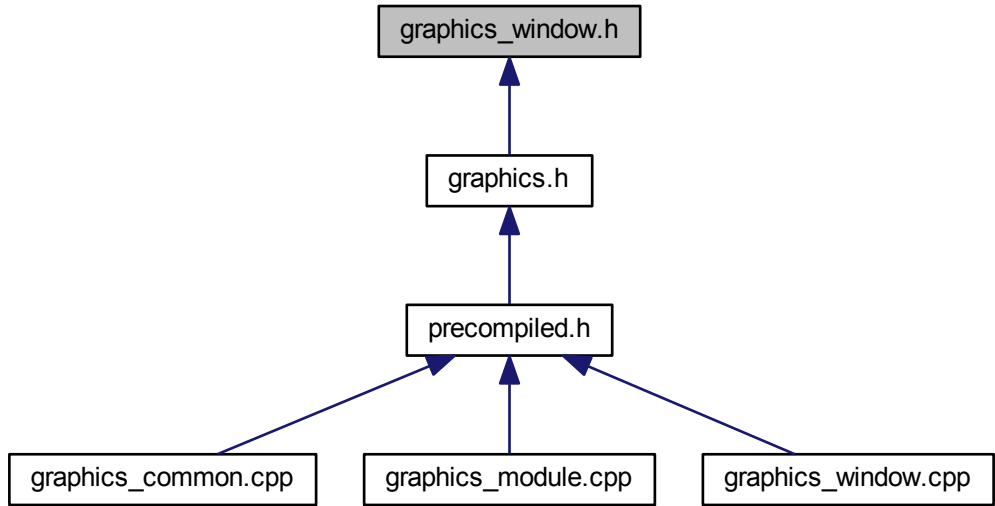 graphics_window.h
graphics.h
precompiled.h
graphics_common.cpp
graphics_module.cpp
graphics_window.cpp